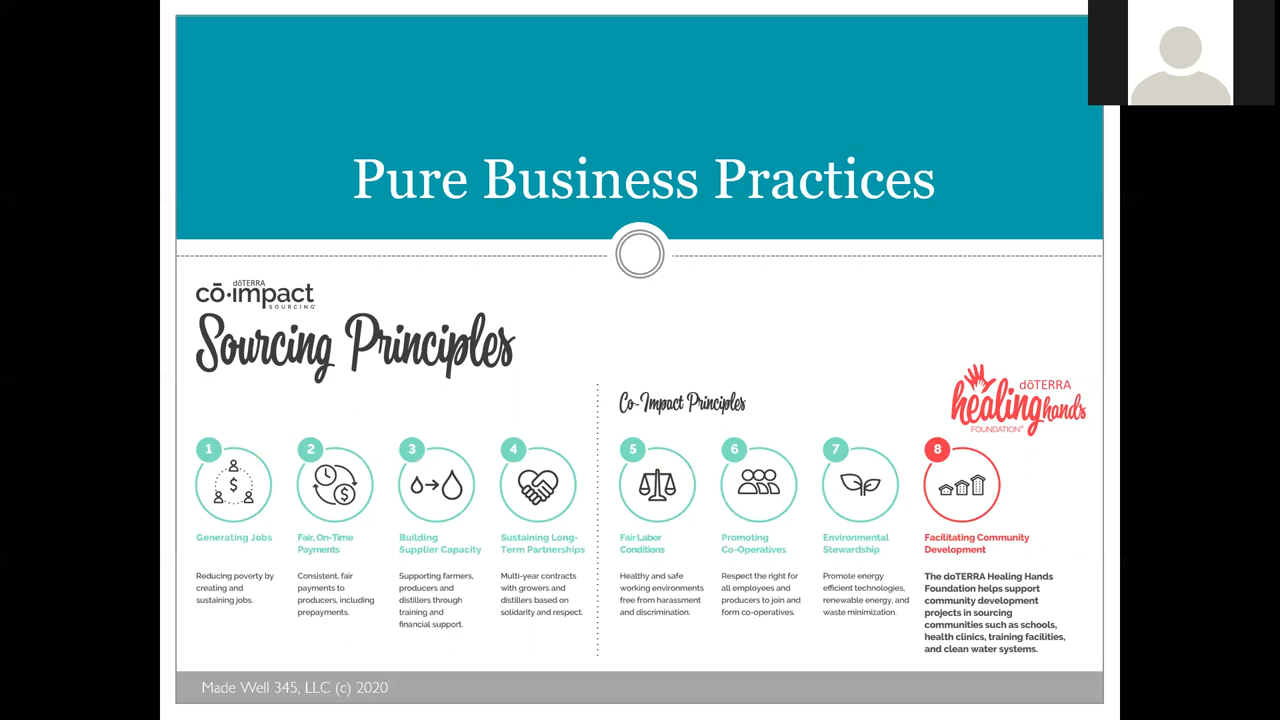 Pure Business Practices
dōTERRA
cō·impact
SOURCING
Sourcing Principles
Co-Impact Principles
dōTERRA
healing hands
FOUNDATION
1
Generating Jobs
Reducing poverty by
creating and
sustaining jobs.
2
$
Fair, On-Time
Payments
Consistent, fair
payments to
producers, including
prepayments.
3
Building
Supplier Capacity
Supporting farmers,
producers and
distillers through
training and
financial support.
4
Sustaining Long-
Term Partnerships
Multi-year contracts
with growers and
distillers based on
solidarity and respect.
5
Fair Labor
Conditions
Healthy and safe
working environments
free from harassment
and discrimination.
6
Promoting
Co-Operatives
Respect the right for
all employees and
producers to join and
form co-operatives.
7
Environmental
Stewardship
Promote energy
efficient technologies,
renewable energy, and
waste minimization.
8
Facilitating Community
Development
The doTERRA Healing Hands
Foundation helps support
community development
projects in sourcing
communities such as schools,
health clinics, training facilities,
and clean water systems.
Made Well 345, LLC (c) 2020